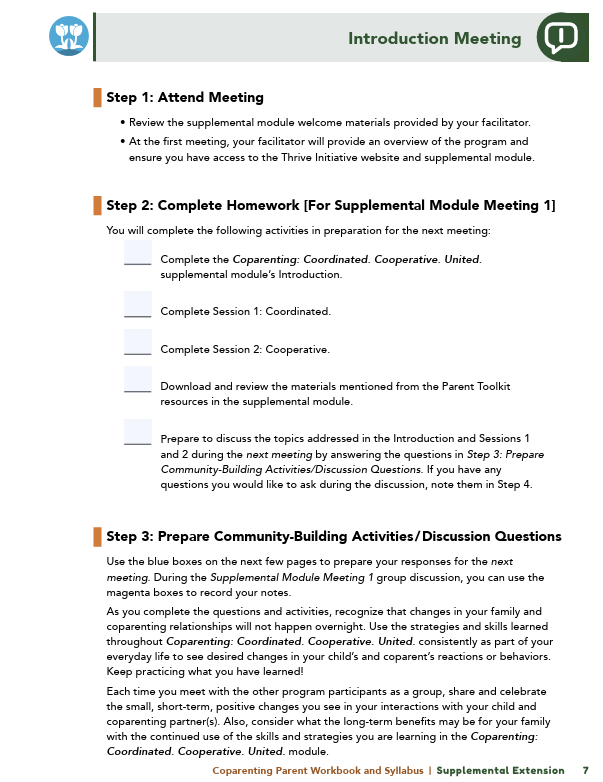 Introduction Meeting
Step 1: Attend Meeting
• Review the supplemental module welcome materials provided by your facilitator.
• At the first meeting, your facilitator will provide an overview of the program and
ensure you have access to the Thrive Initiative website and supplemental module.
Step 2: Complete Homework [For Supplemental Module Meeting 1]
You will complete the following activities in preparation for the next meeting:
Complete the Coparenting: Coordinated. Cooperative. United.
supplemental module's Introduction.
Complete Session 1: Coordinated.
Complete Session 2: Cooperative.
Download and review the materials mentioned from the Parent Toolkit
resources in the supplemental module.
Prepare to discuss the topics addressed in the Introduction and Sessions 1
and 2 during the next meeting by answering the questions in Step 3: Prepare
Community-Building Activities/Discussion Questions. If you have any
questions you would like to ask during the discussion, note them in Step 4.
Step 3: Prepare Community-Building Activities/Discussion Questions
Use the blue boxes on the next few pages to prepare your responses for the next
meeting. During the Supplemental Module Meeting 1 group discussion, you can use the
magenta boxes to record your notes.
As you complete the questions and activities, recognize that changes in your family and
coparenting relationships will not happen overnight. Use the strategies and skills learned
throughout Coparenting: Coordinated. Cooperative. United. consistently as part of your
everyday life to see desired changes in your child's and coparent's reactions or behaviors.
Keep practicing what you have learned!
Each time you meet with the other program participants as a group, share and celebrate
the small, short-term, positive changes you see in your interactions with your child and
coparenting partner(s). Also, consider what the long-term benefits may be for your family
with the continued use of the skills and strategies you are learning in the Coparenting:
Coordinated. Cooperative. United. module.
Coparenting Parent Workbook and Syllabus | Supplemental Extension 7